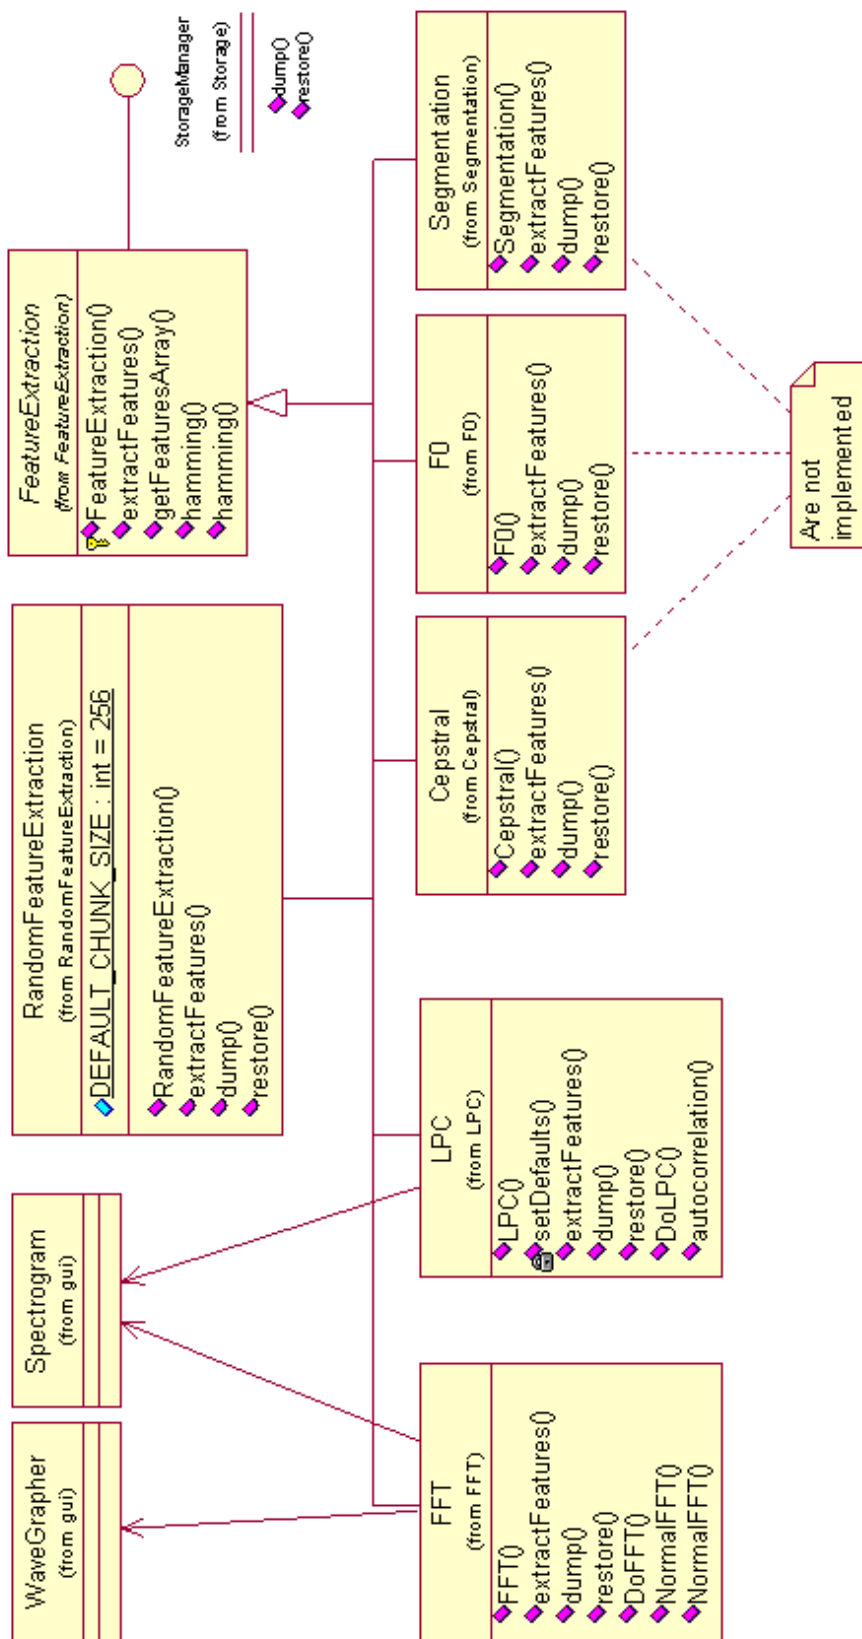 WaveGrapher
(from gui)
Spectrogram
(from gui)
RandomFeatureExtraction
(from RandomFeatureExtraction)
DEFAULT_CHUNK_SIZE : int = 256
RandomFeatureExtraction()
extractFeatures()
dump()
restore()
FeatureExtraction
(from FeatureExtraction)
FeatureExtraction()
extractFeatures()
getFeaturesArray()
hamming()
hamming()
StorageManager
(from Storage)
dump()
restore()
FFT
(from FFT)
FFT()
extractFeatures()
dump()
restore()
DoFFT()
NormalFFT()
NormalFFT()
LPC
(from LPC)
LPC()
setDefaults()
extractFeatures()
dump()
restore()
DoLPC()
autocorrelation()
Cepstral
(from Cepstral)
Cepstral()
extractFeatures()
dump()
restore()
F0
(from F0)
F0()
extractFeatures()
dump()
restore()
Segmentation
(from Segmentation)
Segmentation()
extractFeatures()
dump()
restore()
Are not
implemented